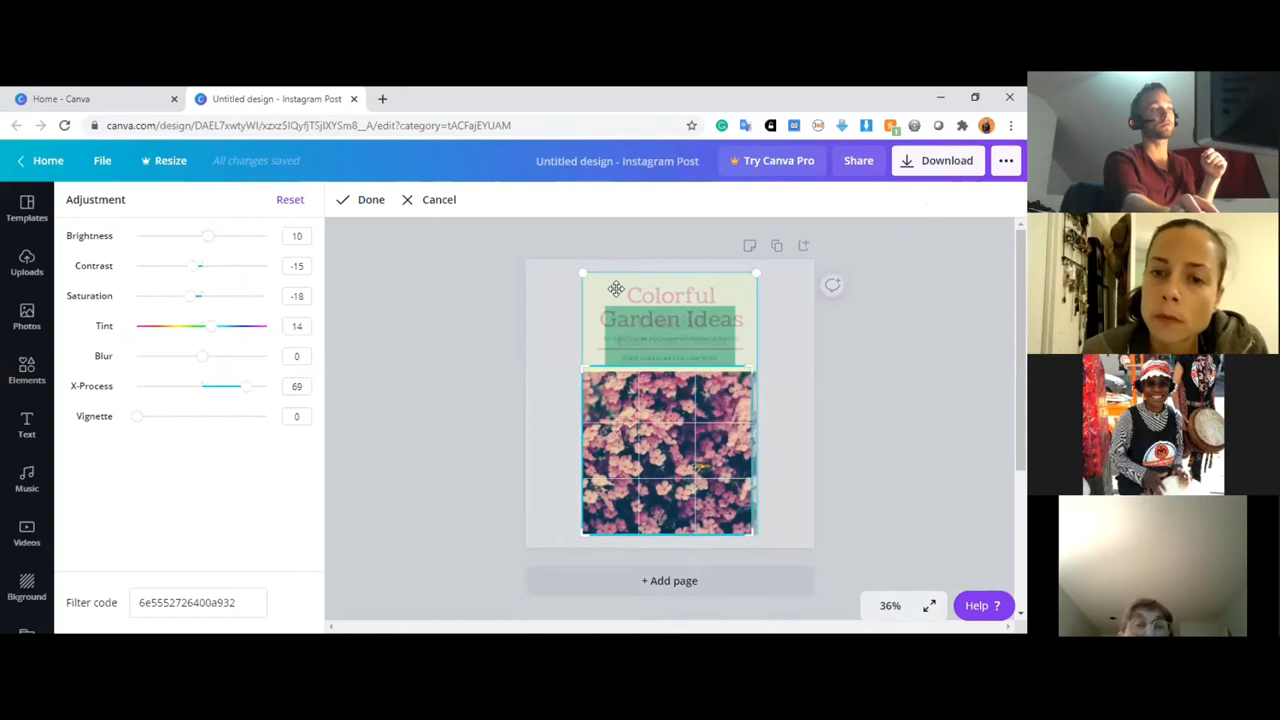 Home - Canva
Untitled design - Instagram Post
canva.com/design/DAEL7xwtyWI/xzxz5IQyfjTSjIXYSm8__A/edit?category=tACFajEYUAM
Home
File
Resize
All changes saved
Untitled design - Instagram Post
Try Canva Pro
Share
Download
Templates
Uploads
Photos
Elements
Text
Music
Videos
Bkground
Adjustment
Reset
Brightness 10
Contrast -15
Saturation -18
Tint 14
Blur 0
X-Process 69
Vignette 0
Filter code 6e5552726400a932
Done
Cancel
Colorful
Garden Ideas
+ Add page
36%
Help ?